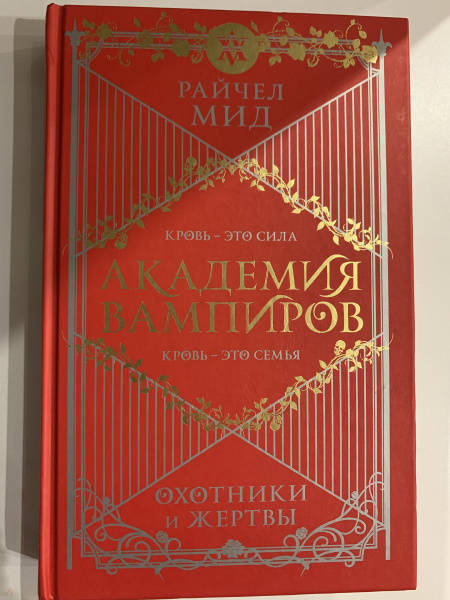 РАЙЧЕЛ
МИД
КРОВЬ – ЭТО СИЛА
АКАДЕМИЯ
ВАМПИРОВ
КРОВЬ – ЭТО СЕМЬЯ
ОХОТНИКИ
И ЖЕРТВЫ